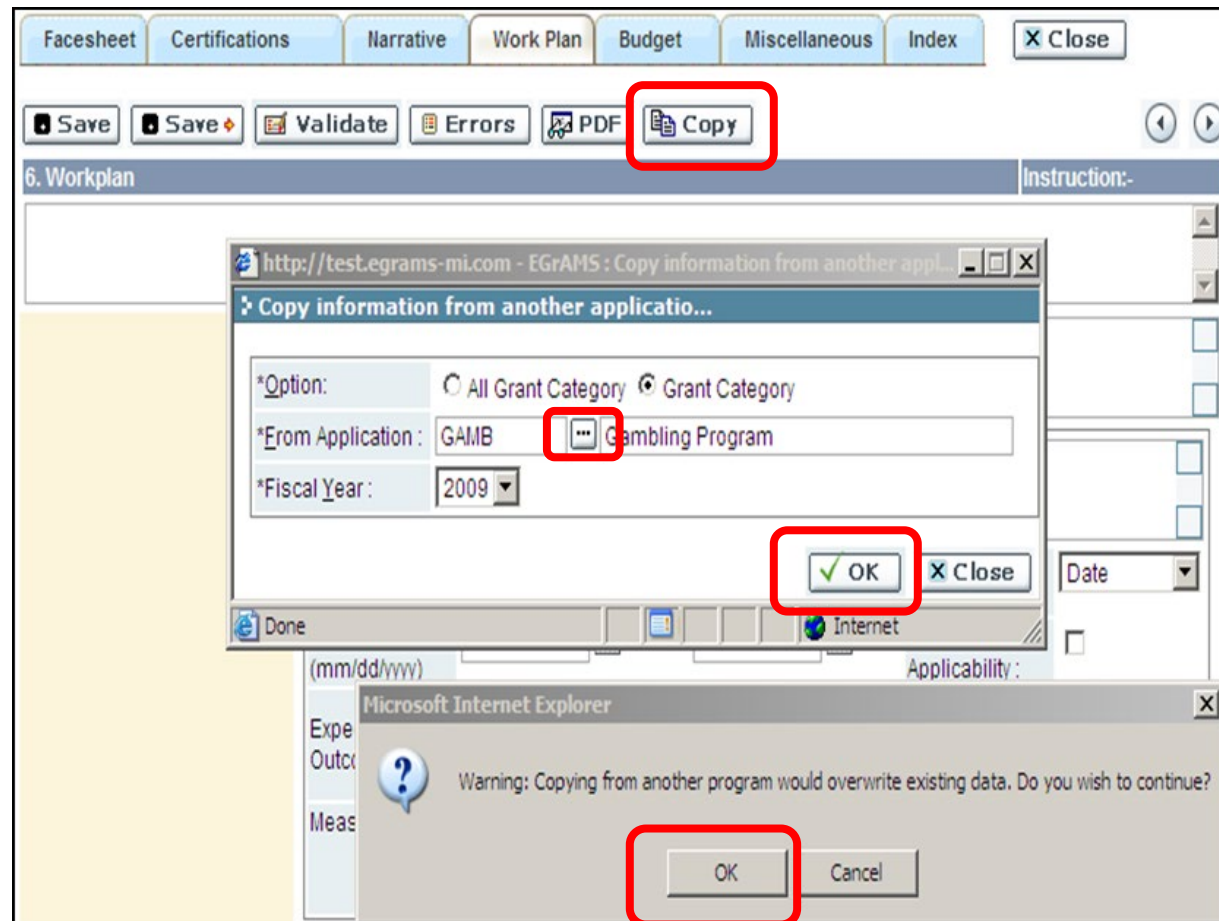 Facesheet Certifications Narrative Work Plan Budget Miscellaneous Index X Close
Save Save Validate Errors PDF Copy
6. Workplan Instruction:-
http://test.egrams-mi.com - EGrAMS : Copy information from another appl...
Copy information from another applicatio...
*Option: All Grant Category Grant Category
*From Application : GAMB ... Gambling Program
*Fiscal Year : 2009
OK X Close
Date
Done Internet
(mm/dd/yyyy) Applicability :
Microsoft Internet Explorer
Expe
Outco
Warning: Copying from another program would overwrite existing data. Do you wish to continue?
Meas
OK Cancel